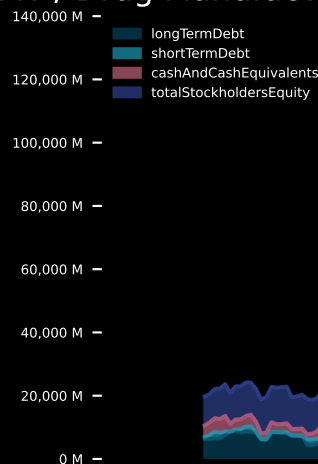 140,000 M
longTermDebt
shortTermDebt
120,000 M
cashAndCashEquivalents
totalStockholdersEquity
100,000 M
80,000 M
60,000 M
40,000 M
20,000 M
0 M